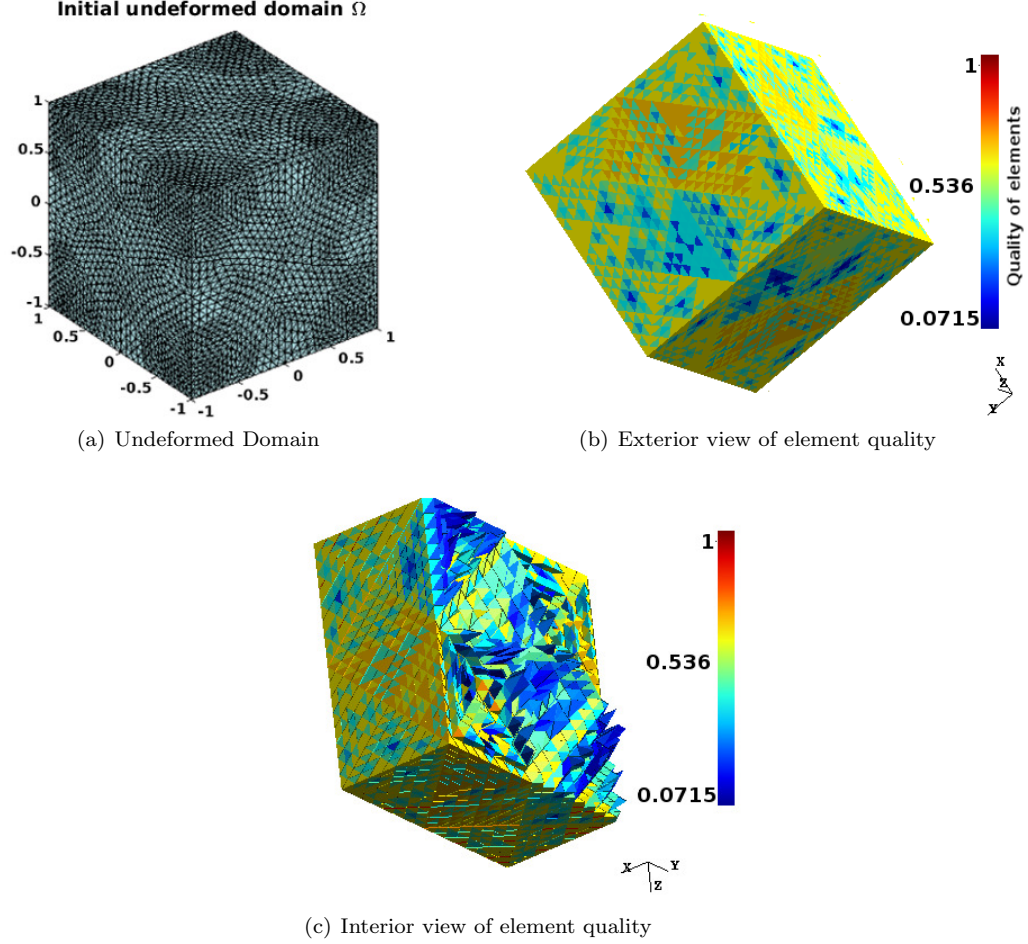 Initial undeformed domain Ω
1
0.5
0
-0.5
-1
1
0.5
0
-0.5
-1
-1
-0.5
0
0.5
1
(a) Undeformed Domain
1
0.536
0.0715
Quality of elements
X
Z
Y
(b) Exterior view of element quality
1
0.536
0.0715
X
Y
Z
(c) Interior view of element quality